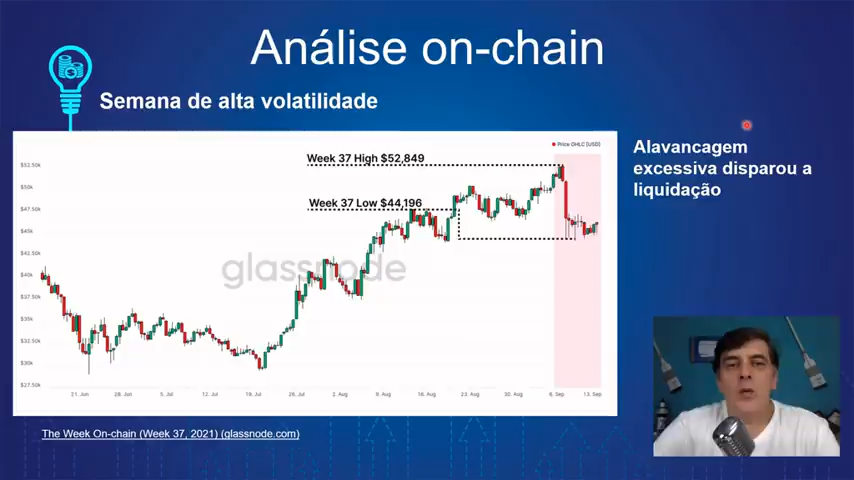 Análise on-chain
Semana de alta volatilidade
Price OHLC [USD]
Week 37 High $52,849
Week 37 Low $44,196
glassnode
$52.50k
$50k
$47.50k
$45k
$42.50k
$40k
$37.50k
$35k
$32.50k
$30k
$27.50k
21. Jun
28. Jun
5. Jul
12. Jul
19. Jul
26. Jul
2. Aug
9. Aug
16. Aug
23. Aug
30. Aug
6. Sep
13. Sep
Alavancagem
excessiva disparou a
liquidação
The Week On-chain (Week 37, 2021) (glassnode.com)